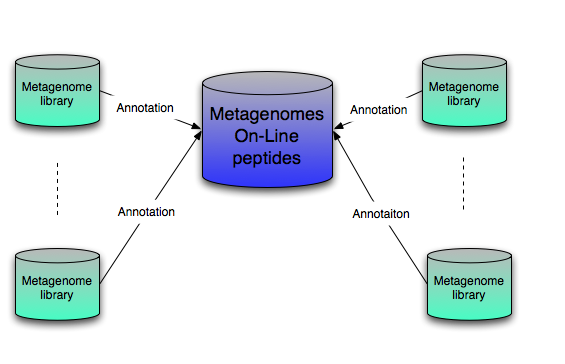 Metagenome
library
Annotation
Metagenomes
On-Line
peptides
Annotation
Metagenome
library
Annotation
Annotaiton
Metagenome
library
Metagenome
library